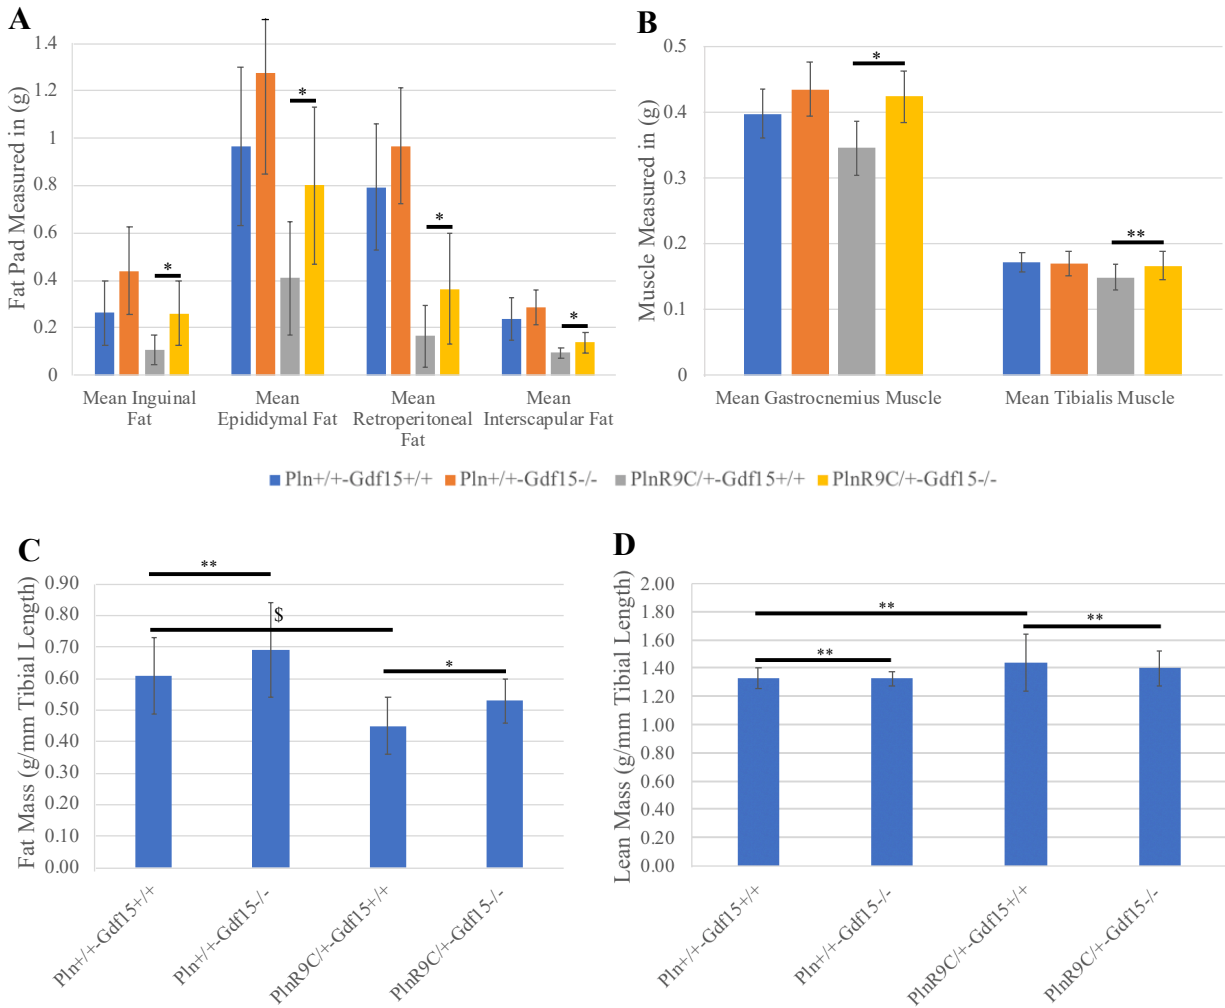 A
Fat Pad Measured in (g)
1.4
1.2
1
0.8
0.6
0.4
0.2
0
*
*
*
*
Mean Inguinal
Fat
Mean
Epididymal Fat
Mean
Retroperitoneal
Fat
Mean
Interscapular Fat
B
Muscle Measured in (g)
0.5
0.4
0.3
0.2
0.1
0
*
**
Mean Gastrocnemius Muscle
Mean Tibialis Muscle
Pln+/+-Gdf15+/+
Pln+/+-Gdf15-/-
PlnR9C/+-Gdf15+/+
PlnR9C/+-Gdf15-/-
C
Fat Mass (g/mm Tibial Length)
0.90
0.80
0.70
0.60
0.50
0.40
0.30
0.20
0.10
0.00
**
$
*
Pln+/+-Gdf15+/+
Pln+/+-Gdf15-/-
PlnR9C/+-Gdf15+/+
PlnR9C/+-Gdf15-/-
D
Lean Mass (g/mm Tibial Length)
2.00
1.80
1.60
1.40
1.20
1.00
0.80
0.60
0.40
0.20
0.00
**
**
**
Pln+/+-Gdf15+/+
Pln+/+-Gdf15-/-
PlnR9C/+-Gdf15+/+
PlnR9C/+-Gdf15-/-